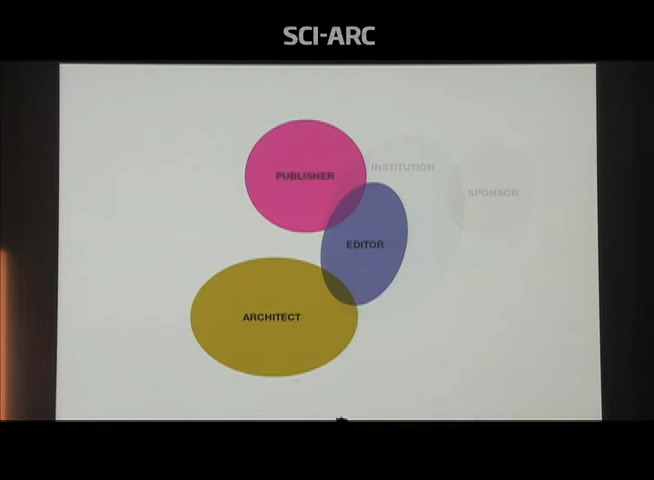 SCI-ARC
PUBLISHER
INSTITUTION
SPONSOR
EDITOR
ARCHITECT